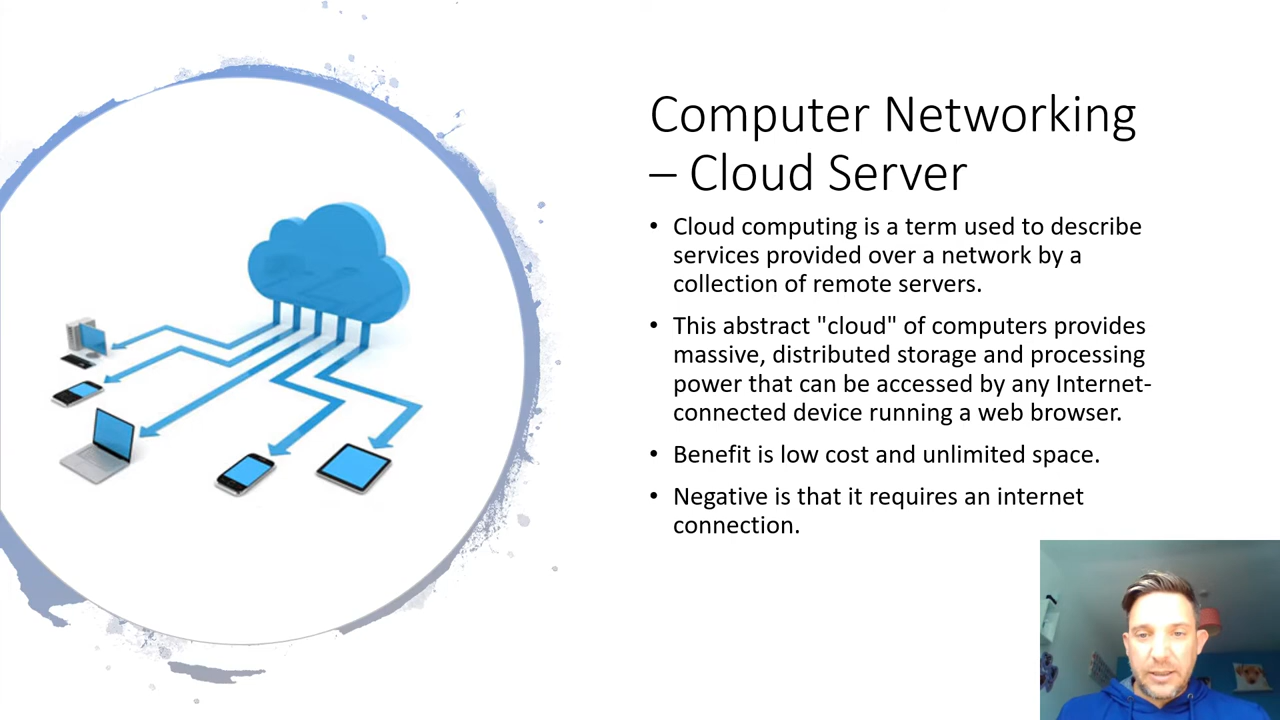 Computer Networking
– Cloud Server
• Cloud computing is a term used to describe
services provided over a network by a
collection of remote servers.
• This abstract "cloud" of computers provides
massive, distributed storage and processing
power that can be accessed by any Internet-
connected device running a web browser.
• Benefit is low cost and unlimited space.
• Negative is that it requires an internet
connection.